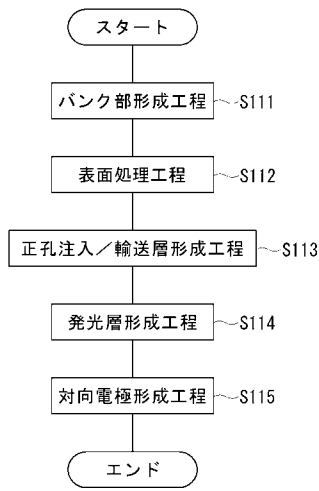 スタート
バンク部形成工程 S111
表面処理工程 S112
正孔注入／輸送層形成工程 S113
発光層形成工程 S114
対向電極形成工程 S115
エンド